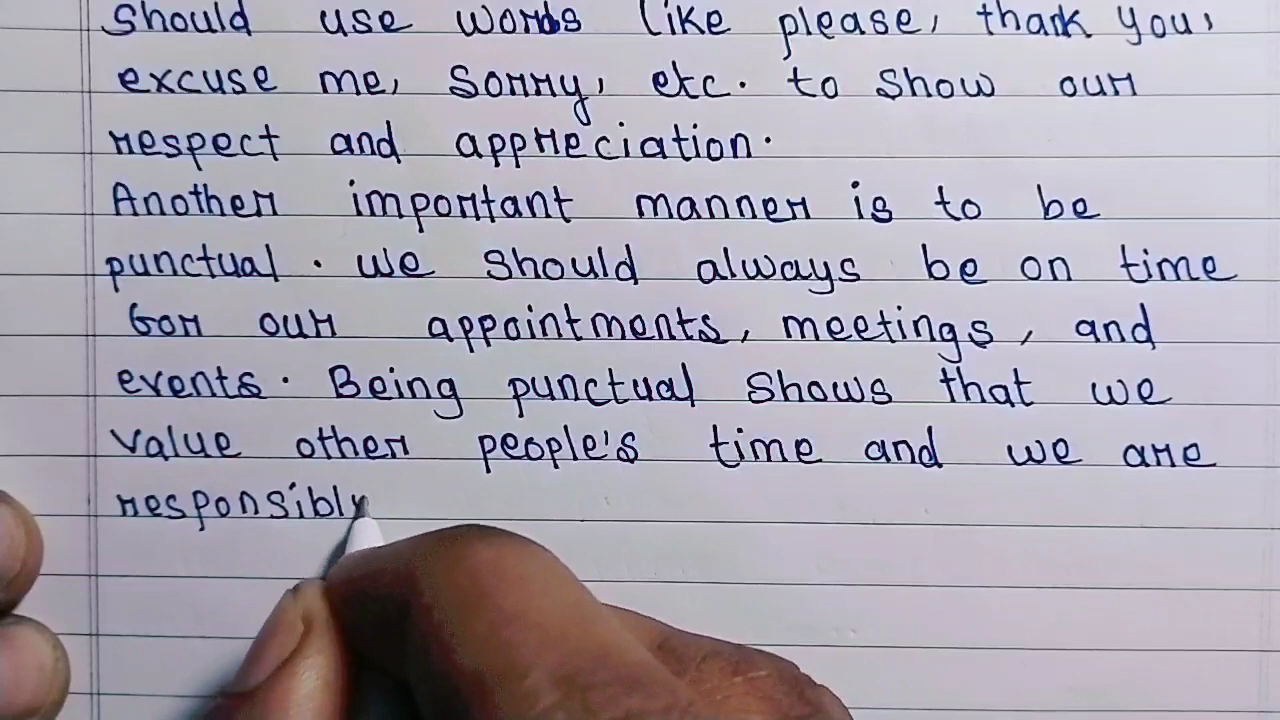 should use words like please, thank you,
excuse me, sorry, etc. to show our
respect and appreciation.
Another important manner is to be
punctual. we should always be on time
for our appointments, meetings, and
events. Being punctual shows that we
value other people's time and we are
responsibly